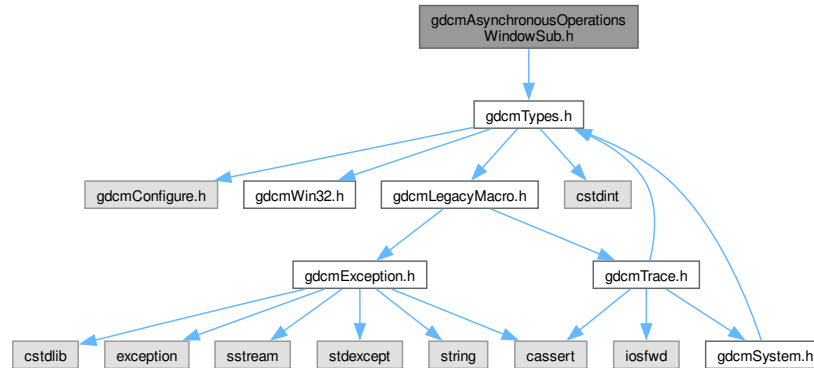 gdcmAsynchronousOperations
WindowSub.h
gdcmTypes.h
gdcmConfigure.h
gdcmWin32.h
gdcmLegacyMacro.h
cstdint
gdcmException.h
gdcmTrace.h
cstdlib
exception
sstream
stdexcept
string
cassert
iosfwd
gdcmSystem.h